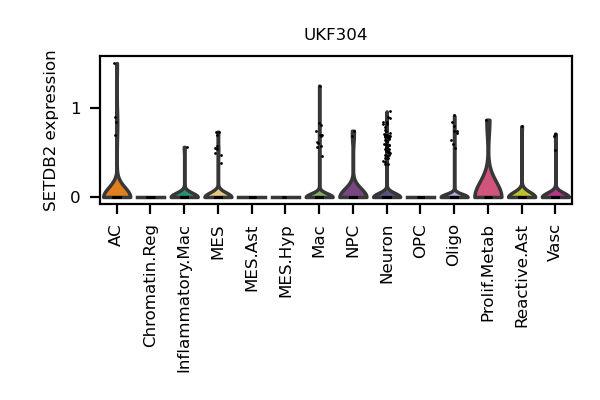 UKF304
SETDB2 expression
1
0
AC
Chromatin.Reg
Inflammatory.Mac
MES
MES.Ast
MES.Hyp
Mac
NPC
Neuron
OPC
Oligo
Prolif.Metab
Reactive.Ast
Vasc